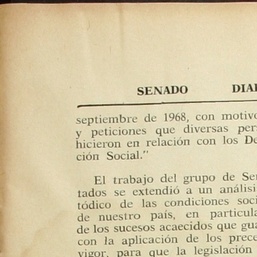 SENADO DIA
septiembre de 1968, con motivo
y peticiones que diversas per
hicieron en relación con los De
ción Social."
El trabajo del grupo de Se
tados se extendió a un análisi
tódico de las condiciones soci
de nuestro país, en particula
de los sucesos acaecidos que gua
con la aplicación de los prece
vigor, para que la legislación